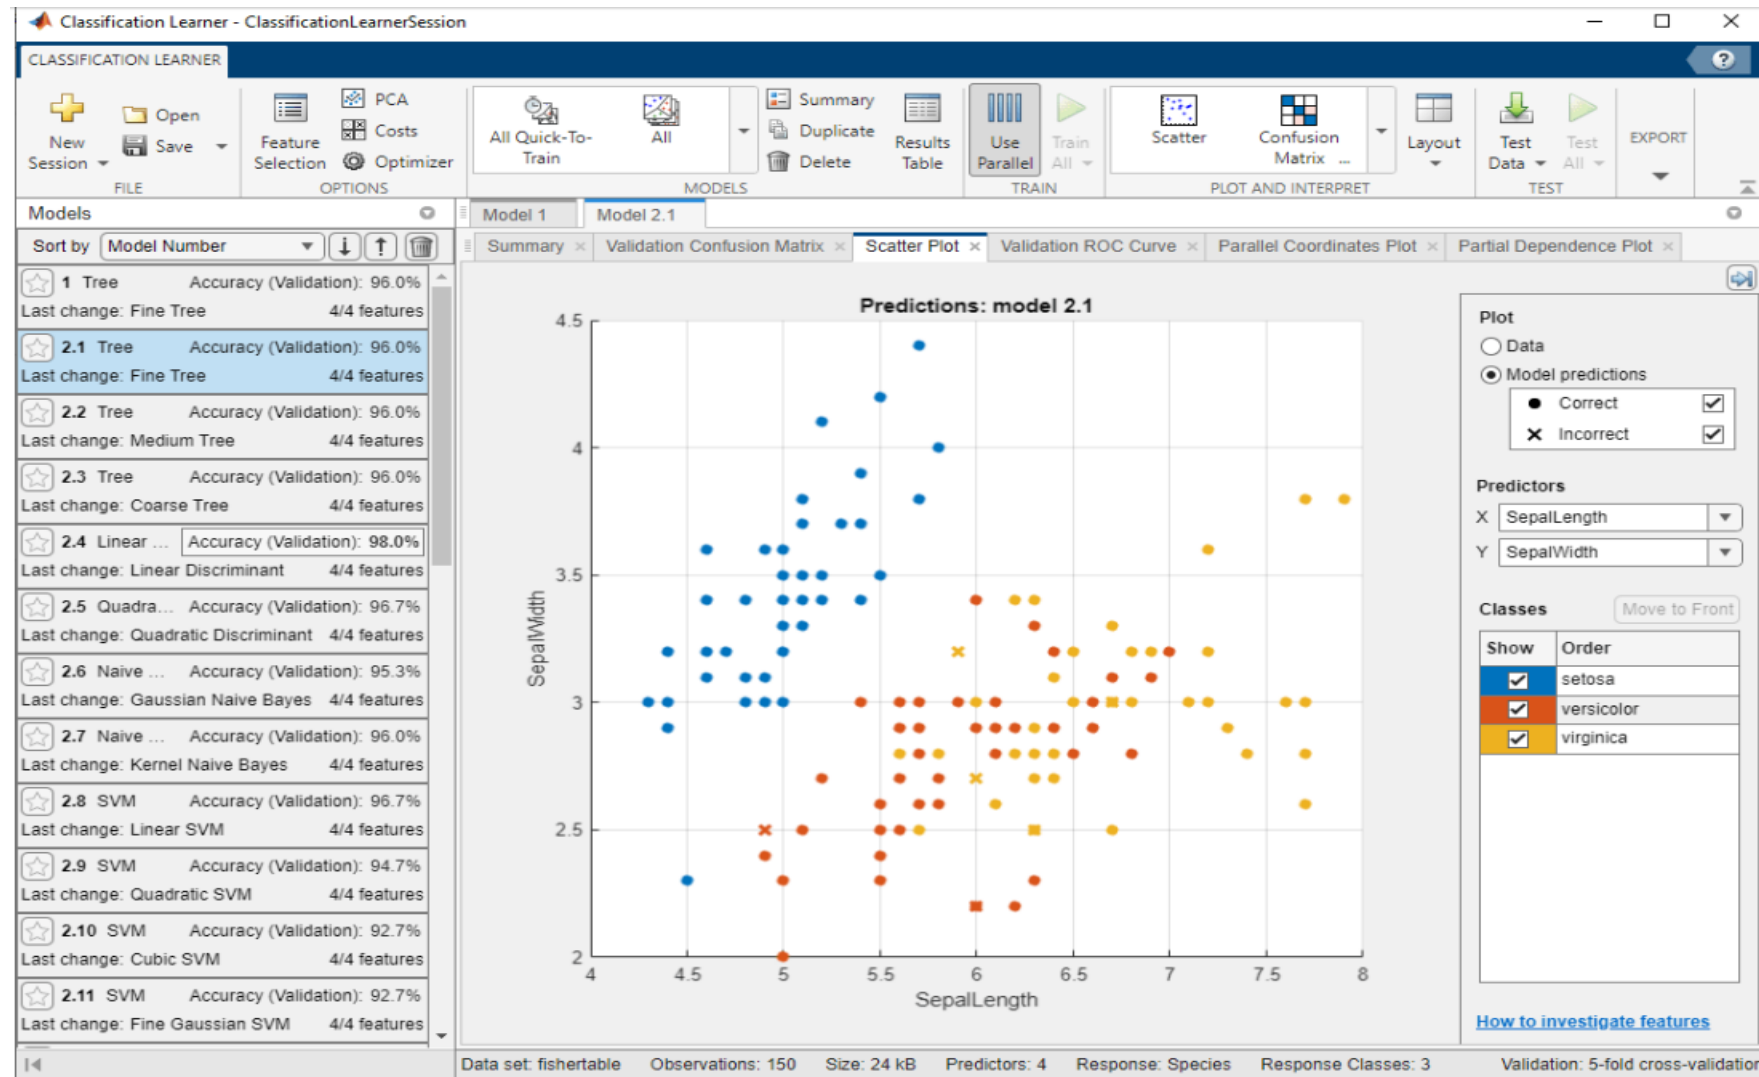 Classification Learner - ClassificationLearnerSession
CLASSIFICATION LEARNER
?
New Session
Open
Save
FILE
Feature Selection
PCA
Costs
Optimizer
OPTIONS
All Quick-To-Train
All
Summary
Duplicate
Delete
Results Table
MODELS
Use Parallel
Train All
TRAIN
Scatter
Confusion Matrix ...
Layout
PLOT AND INTERPRET
Test Data
Test All
TEST
EXPORT
Models
Sort by Model Number
1 Tree Accuracy (Validation): 96.0%
Last change: Fine Tree 4/4 features
2.1 Tree Accuracy (Validation): 96.0%
Last change: Fine Tree 4/4 features
2.2 Tree Accuracy (Validation): 96.0%
Last change: Medium Tree 4/4 features
2.3 Tree Accuracy (Validation): 96.0%
Last change: Coarse Tree 4/4 features
2.4 Linear ... Accuracy (Validation): 98.0%
Last change: Linear Discriminant 4/4 features
2.5 Quadra... Accuracy (Validation): 96.7%
Last change: Quadratic Discriminant 4/4 features
2.6 Naive ... Accuracy (Validation): 95.3%
Last change: Gaussian Naive Bayes 4/4 features
2.7 Naive ... Accuracy (Validation): 96.0%
Last change: Kernel Naive Bayes 4/4 features
2.8 SVM Accuracy (Validation): 96.7%
Last change: Linear SVM 4/4 features
2.9 SVM Accuracy (Validation): 94.7%
Last change: Quadratic SVM 4/4 features
2.10 SVM Accuracy (Validation): 92.7%
Last change: Cubic SVM 4/4 features
2.11 SVM Accuracy (Validation): 92.7%
Last change: Fine Gaussian SVM 4/4 features
Model 1 Model 2.1
Summary Validation Confusion Matrix Scatter Plot Validation ROC Curve Parallel Coordinates Plot Partial Dependence Plot
Predictions: model 2.1
4.5
4
3.5
3
2.5
2
SepalWidth
4 4.5 5 5.5 6 6.5 7 7.5 8
SepalLength
Plot
Data
Model predictions
Correct
Incorrect
Predictors
X SepalLength
Y SepalWidth
Classes Move to Front
Show Order
setosa
versicolor
virginica
How to investigate features
Data set: fishertable Observations: 150 Size: 24 kB Predictors: 4 Response: Species Response Classes: 3 Validation: 5-fold cross-validation